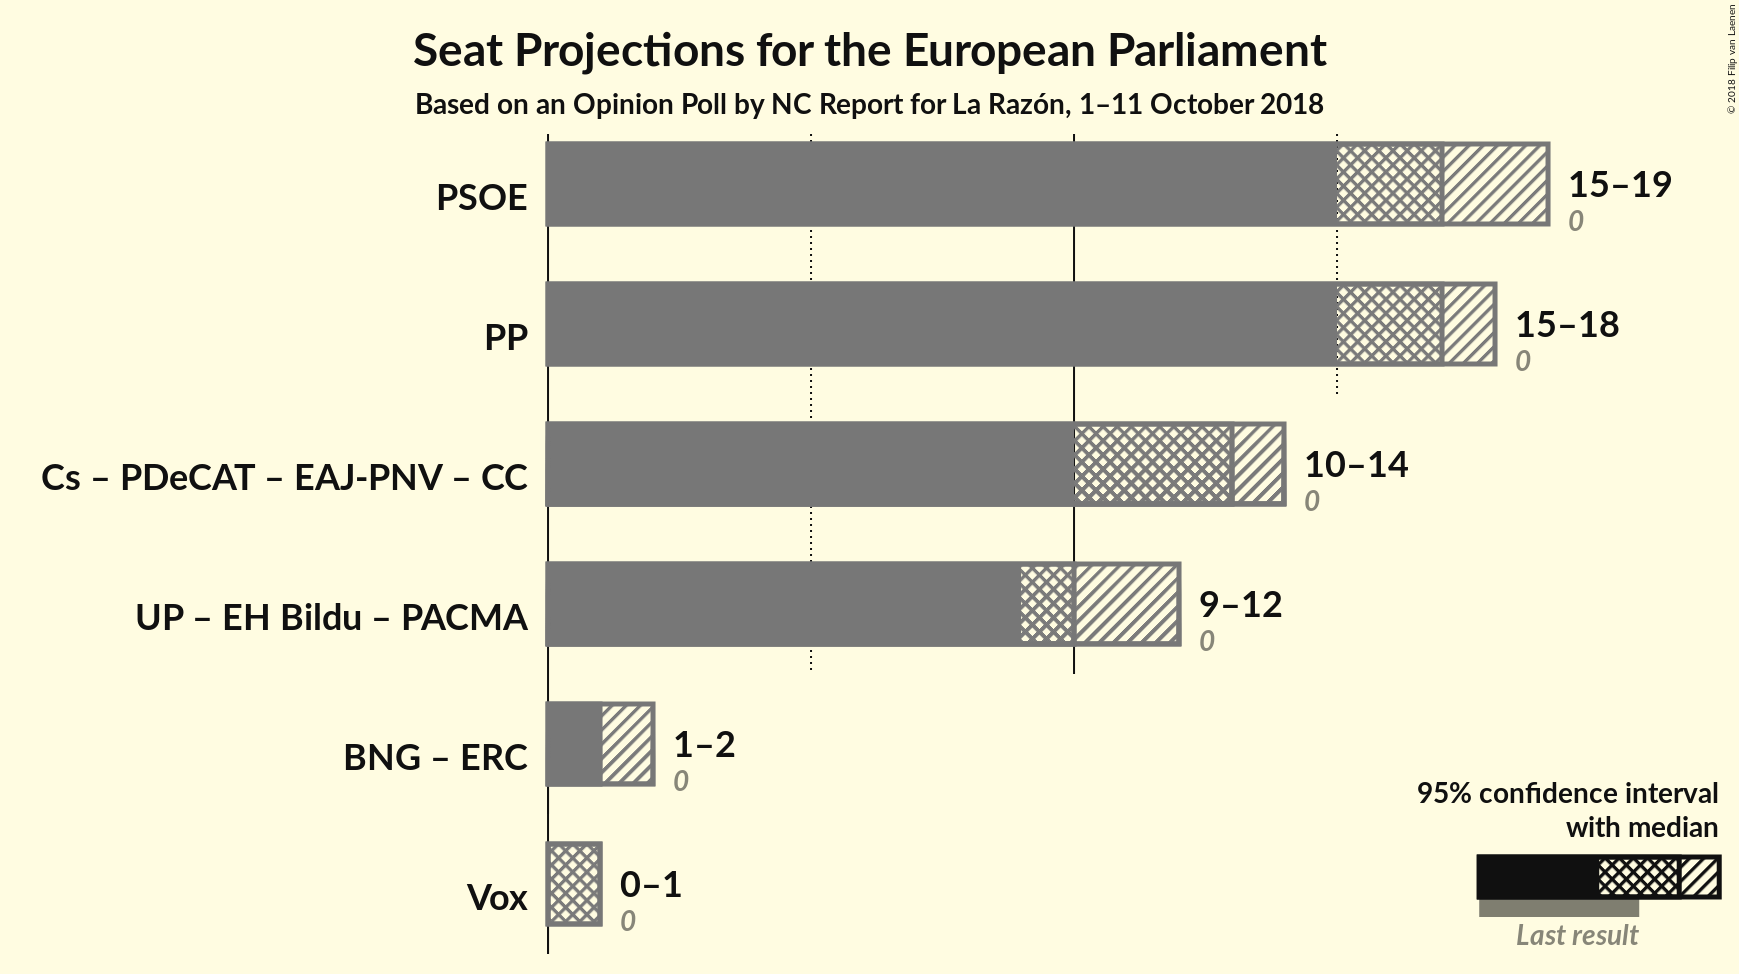 Seat Projections for the European Parliament
Based on an Opinion Poll by NC Report for La Razón, 1–11 October 2018
© 2018 Filip van Laenen
PSOE
15–19
0
PP
15–18
0
Cs – PDeCAT – EAJ-PNV – CC
10–14
0
UP – EH Bildu – PACMA
9–12
0
BNG – ERC
1–2
0
Vox
0–1
0
95% confidence interval
with median
Last result